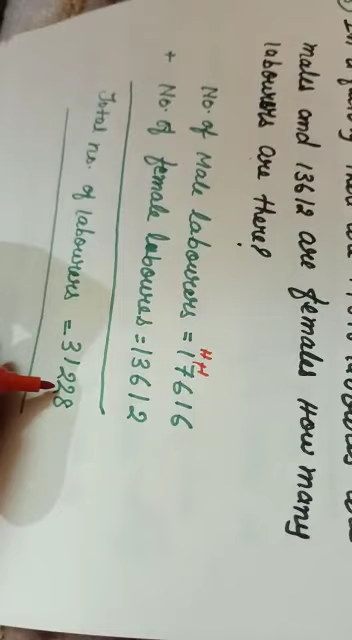 males and 13612 are females How many
labourers are there?
No. of Male labourers = 17616
+ No. of female laboures = 13612
Total no. of labourers = 31228